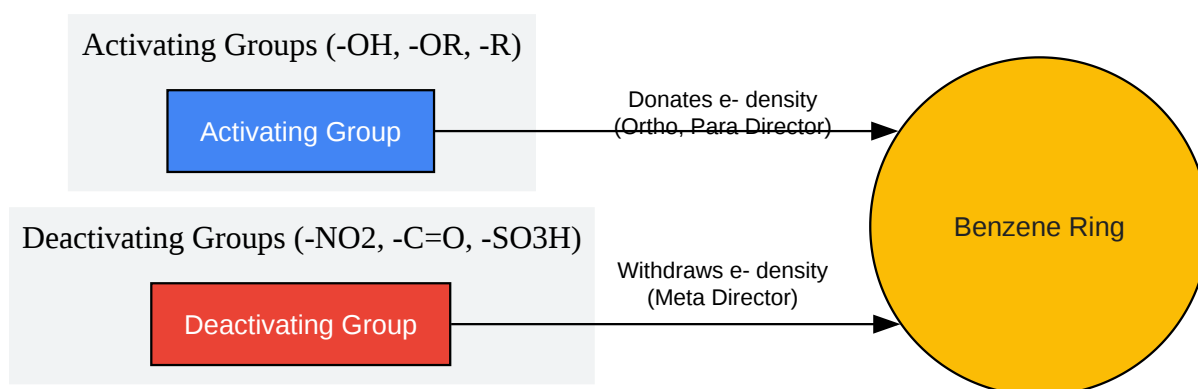 Activating Groups (-OH, -OR, -R)
Activating Group
Donates e- density
(Ortho, Para Director)
Deactivating Groups (-NO2, -C=O, -SO3H)
Deactivating Group
Withdraws e- density
(Meta Director)
Benzene Ring